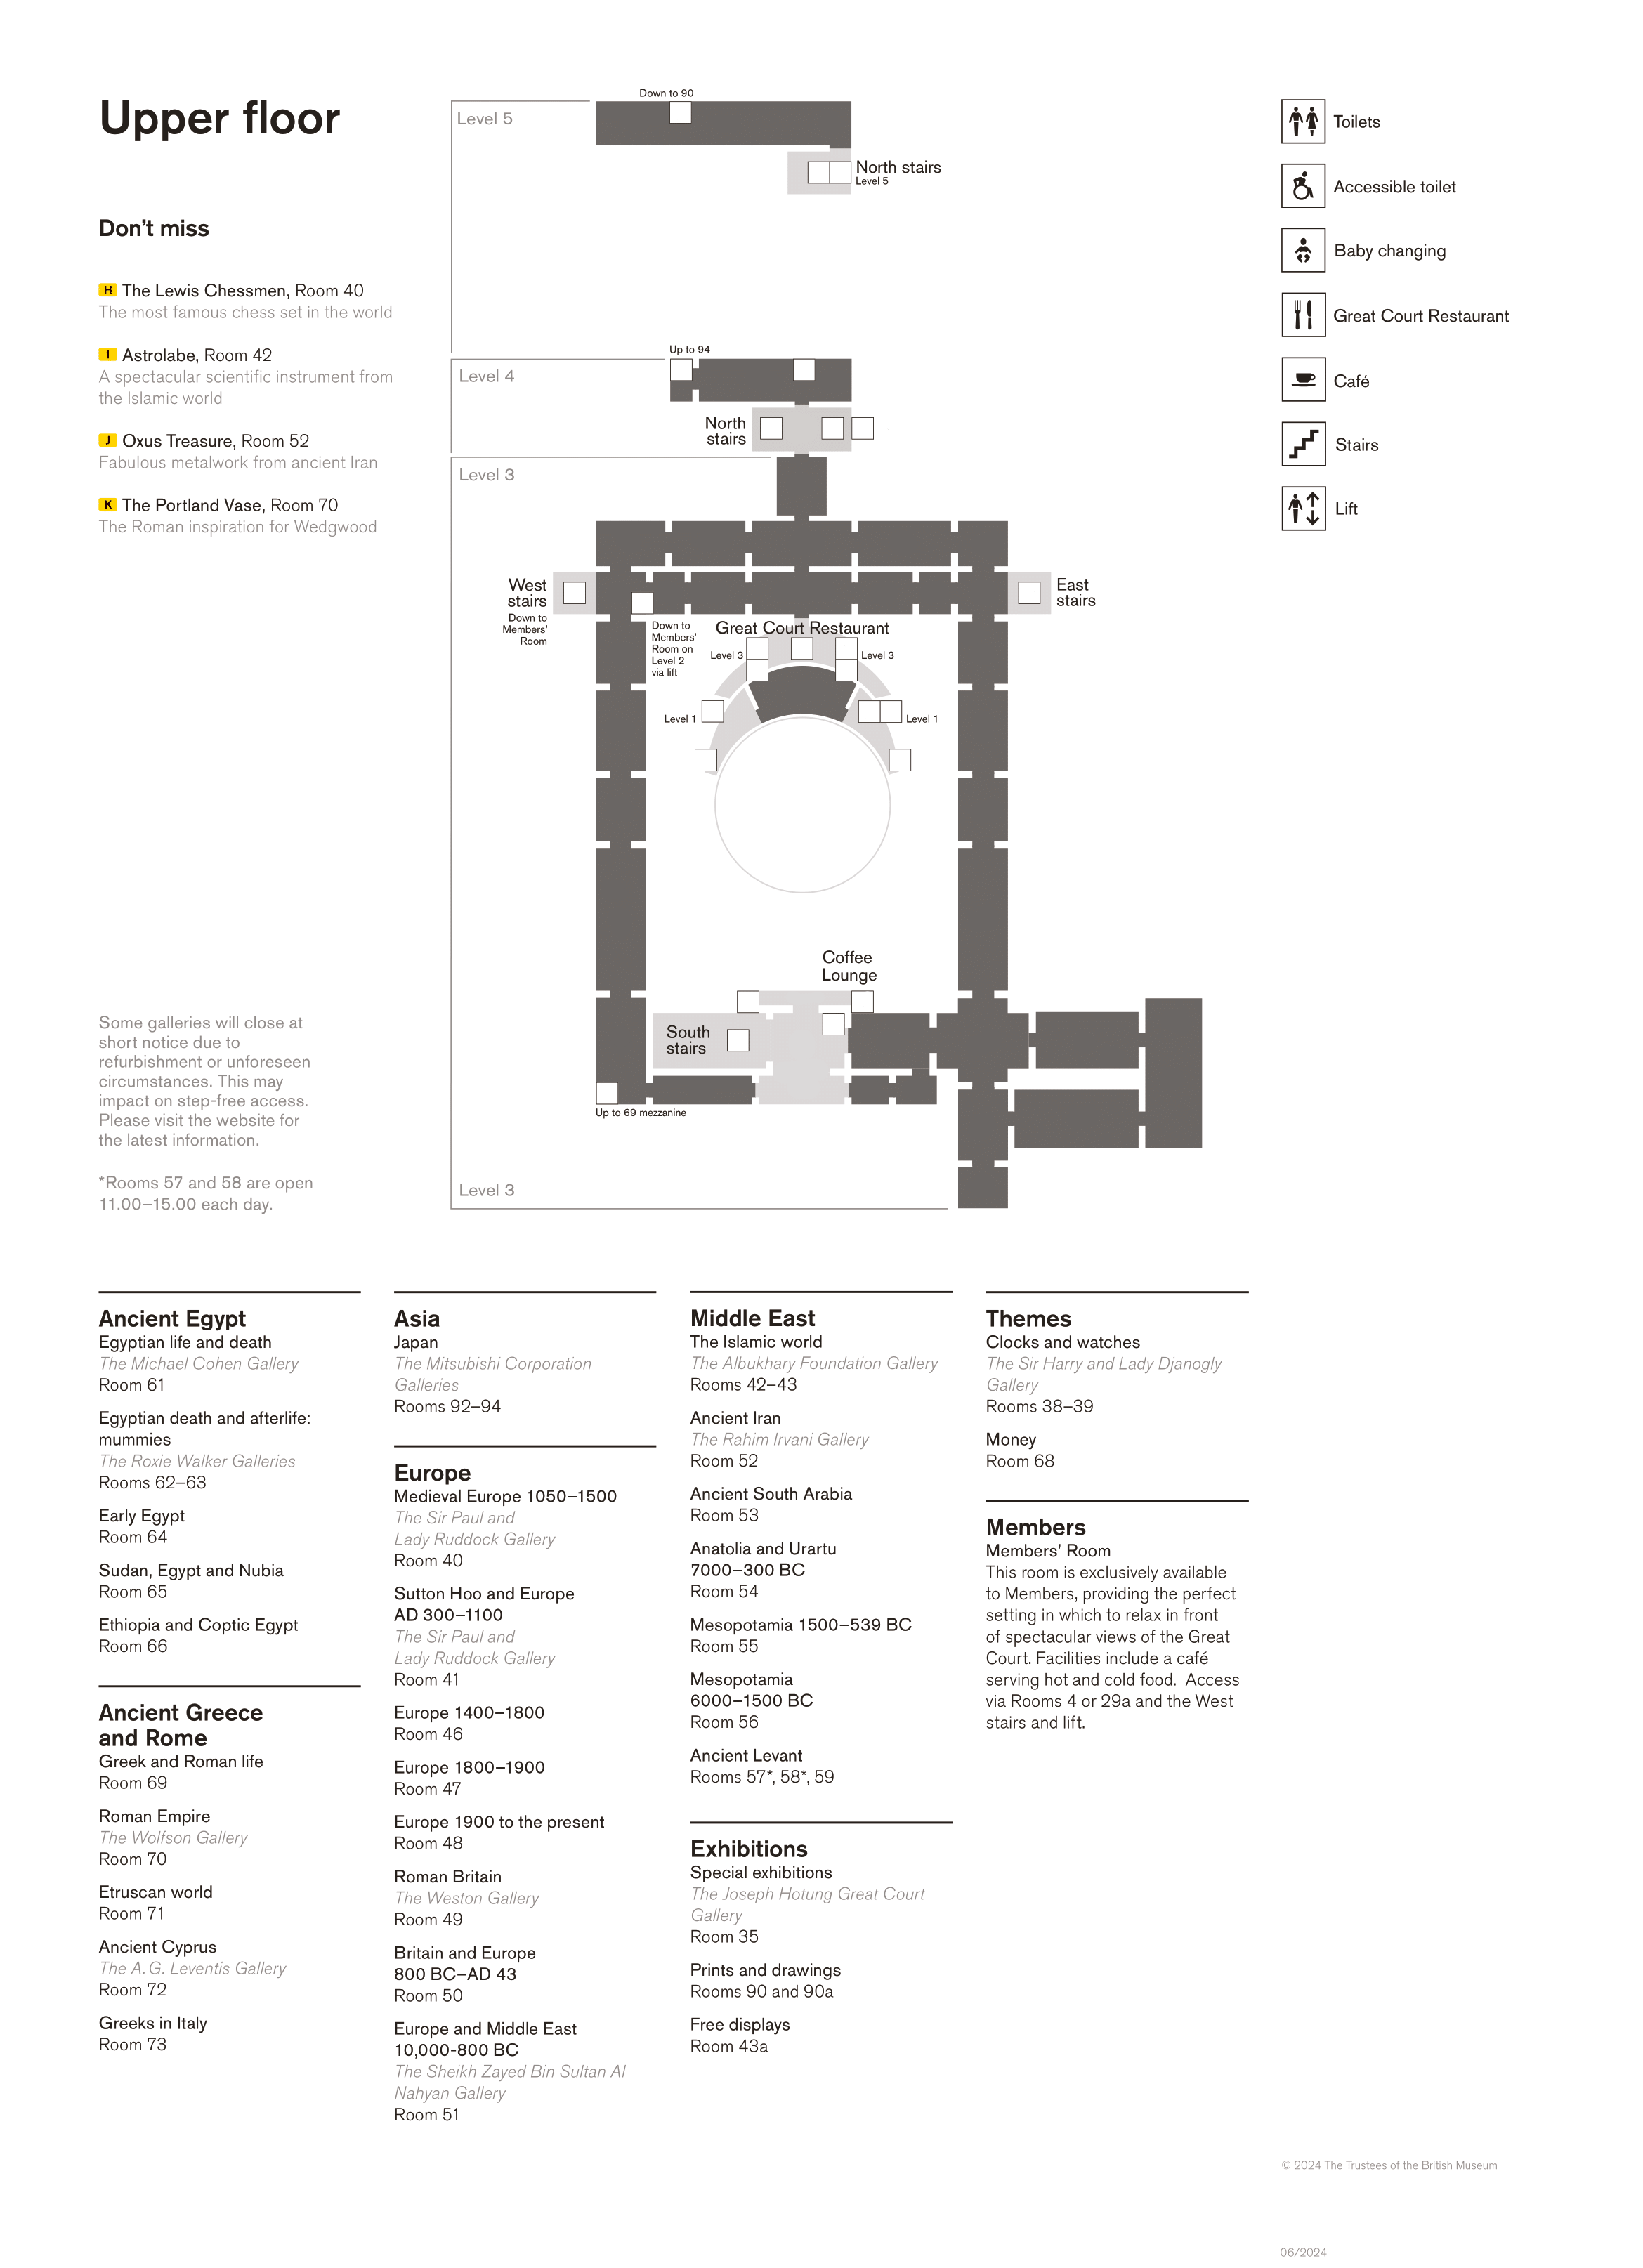 Upper floor
Don’t miss
H The Lewis Chessmen, Room 40
The most famous chess set in the world
I Astrolabe, Room 42
A spectacular scientific instrument from
the Islamic world
J Oxus Treasure, Room 52
Fabulous metalwork from ancient Iran
K The Portland Vase, Room 70
The Roman inspiration for Wedgwood
Some galleries will close at
short notice due to
refurbishment or unforeseen
circumstances. This may
impact on step-free access.
Please visit the website for
the latest information.
*Rooms 57 and 58 are open
11.00–15.00 each day.
Level 5
Down to 90
North stairs
Level 5
Level 4
Up to 94
North
stairs
Level 3
West
stairs
Down to
Members’
Room
East
stairs
Down to
Members’
Room on
Level 2
via lift
Great Court Restaurant
Level 3
Level 3
Level 1
Level 1
Coffee
Lounge
South
stairs
Up to 69 mezzanine
Level 3
Toilets
Accessible toilet
Baby changing
Great Court Restaurant
Café
Stairs
Lift
Ancient Egypt
Egyptian life and death
The Michael Cohen Gallery
Room 61
Egyptian death and afterlife:
mummies
The Roxie Walker Galleries
Rooms 62–63
Early Egypt
Room 64
Sudan, Egypt and Nubia
Room 65
Ethiopia and Coptic Egypt
Room 66
Ancient Greece
and Rome
Greek and Roman life
Room 69
Roman Empire
The Wolfson Gallery
Room 70
Etruscan world
Room 71
Ancient Cyprus
The A.G. Leventis Gallery
Room 72
Greeks in Italy
Room 73
Asia
Japan
The Mitsubishi Corporation
Galleries
Rooms 92–94
Europe
Medieval Europe 1050–1500
The Sir Paul and
Lady Ruddock Gallery
Room 40
Sutton Hoo and Europe
AD 300–1100
The Sir Paul and
Lady Ruddock Gallery
Room 41
Europe 1400–1800
Room 46
Europe 1800–1900
Room 47
Europe 1900 to the present
Room 48
Roman Britain
The Weston Gallery
Room 49
Britain and Europe
800 BC–AD 43
Room 50
Europe and Middle East
10,000-800 BC
The Sheikh Zayed Bin Sultan Al
Nahyan Gallery
Room 51
Middle East
The Islamic world
The Albukhary Foundation Gallery
Rooms 42–43
Ancient Iran
The Rahim Irvani Gallery
Room 52
Ancient South Arabia
Room 53
Anatolia and Urartu
7000–300 BC
Room 54
Mesopotamia 1500–539 BC
Room 55
Mesopotamia
6000–1500 BC
Room 56
Ancient Levant
Rooms 57*, 58*, 59
Exhibitions
Special exhibitions
The Joseph Hotung Great Court
Gallery
Room 35
Prints and drawings
Rooms 90 and 90a
Free displays
Room 43a
Themes
Clocks and watches
The Sir Harry and Lady Djanogly
Gallery
Rooms 38–39
Money
Room 68
Members
Members’ Room
This room is exclusively available
to Members, providing the perfect
setting in which to relax in front
of spectacular views of the Great
Court. Facilities include a café
serving hot and cold food. Access
via Rooms 4 or 29a and the West
stairs and lift.
© 2024 The Trustees of the British Museum
06/2024